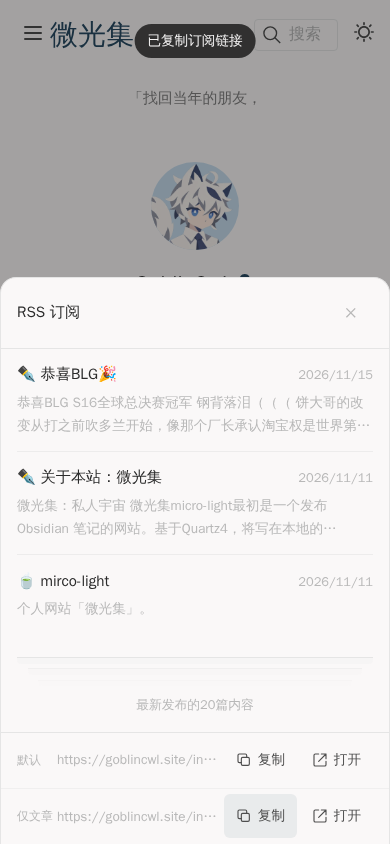 微光集
已复制订阅链接
搜索
「找回当年的朋友，
RSS 订阅
✒️ 恭喜BLG🎉
2026/11/15
恭喜BLG S16全球总决赛冠军 钢背落泪（（（ 饼大哥的改
变从打之前吹多兰开始，像那个厂长承认淘宝权是世界第…
✒️ 关于本站：微光集
2026/11/11
微光集：私人宇宙 微光集micro-light最初是一个发布
Obsidian 笔记的网站。基于Quartz4，将写在本地的…
🍵 mirco-light
2026/11/11
个人网站「微光集」。
最新发布的20篇内容
默认 https://goblincwl.site/in… 复制 打开
仅文章 https://goblincwl.site/in… 复制 打开